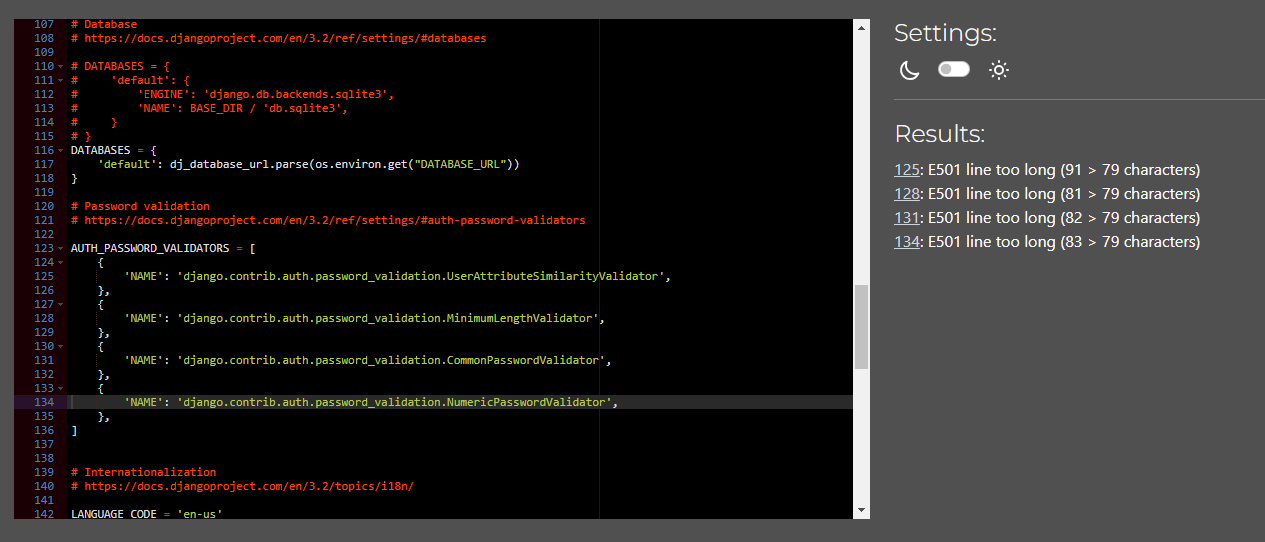 107 # Database
108 # https://docs.djangoproject.com/en/3.2/ref/settings/#databases
109
110 # DATABASES = {
111 #     'default': {
112 #         'ENGINE': 'django.db.backends.sqlite3',
113 #         'NAME': BASE_DIR / 'db.sqlite3',
114 #     }
115 # }
116 DATABASES = {
117     'default': dj_database_url.parse(os.environ.get("DATABASE_URL"))
118 }
119
120 # Password validation
121 # https://docs.djangoproject.com/en/3.2/ref/settings/#auth-password-validators
122
123 AUTH_PASSWORD_VALIDATORS = [
124     {
125         'NAME': 'django.contrib.auth.password_validation.UserAttributeSimilarityValidator',
126     },
127     {
128         'NAME': 'django.contrib.auth.password_validation.MinimumLengthValidator',
129     },
130     {
131         'NAME': 'django.contrib.auth.password_validation.CommonPasswordValidator',
132     },
133     {
134         'NAME': 'django.contrib.auth.password_validation.NumericPasswordValidator',
135     },
136 ]
137
138
139 # Internationalization
140 # https://docs.djangoproject.com/en/3.2/topics/i18n/
141
142 LANGUAGE_CODE = 'en-us'
Settings:
Results:
125: E501 line too long (91 > 79 characters)
128: E501 line too long (81 > 79 characters)
131: E501 line too long (82 > 79 characters)
134: E501 line too long (83 > 79 characters)